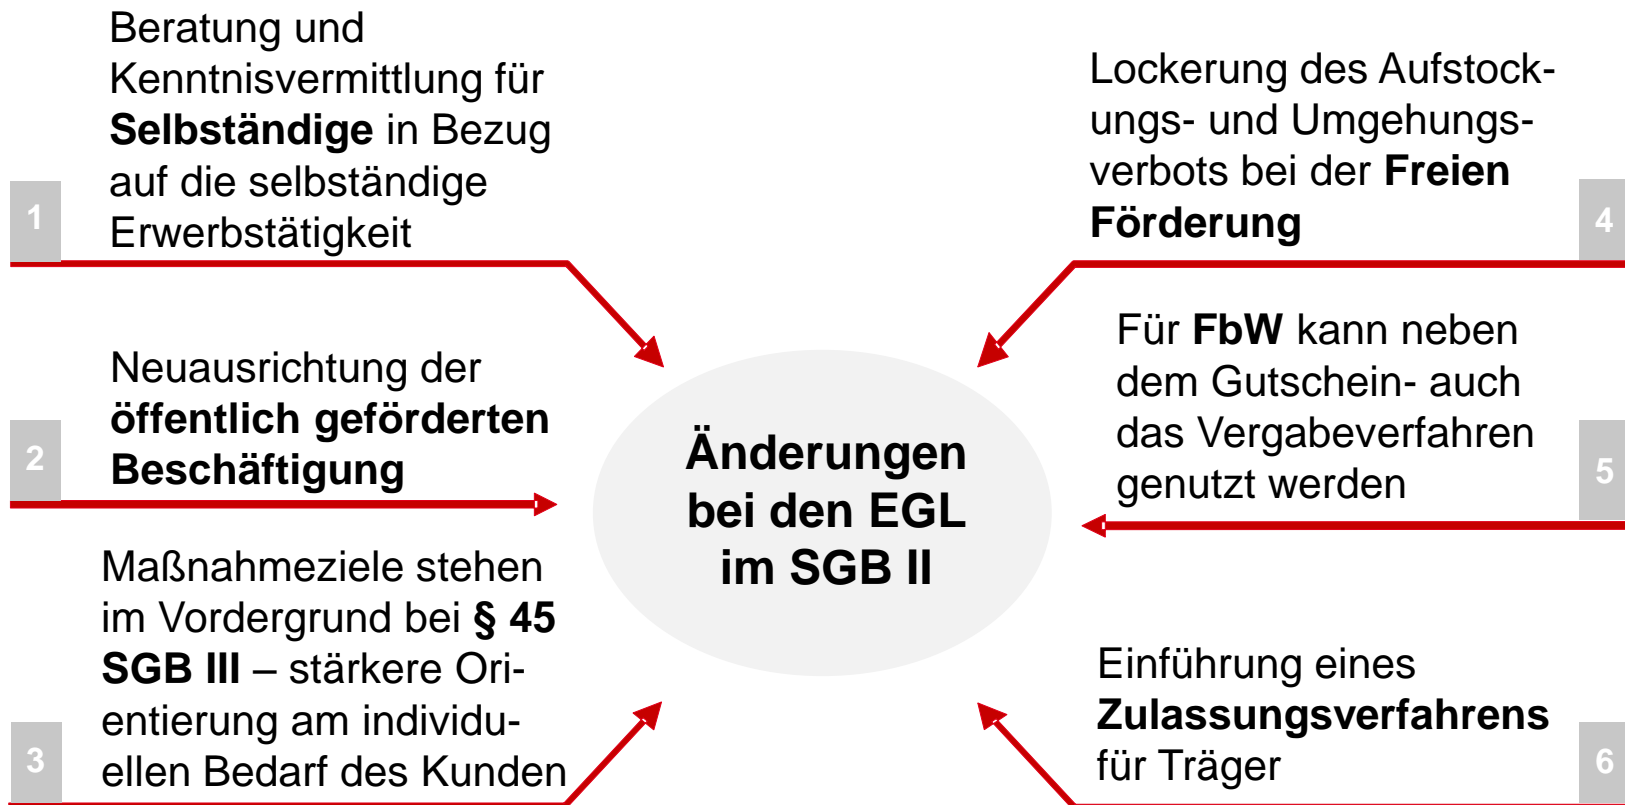 Beratung und
Kenntnisvermittlung für
Selbständige in Bezug
auf die selbständige
Erwerbstätigkeit
1
Neuausrichtung der
öffentlich geförderten
Beschäftigung
2
Maßnahmeziele stehen
im Vordergrund bei § 45
SGB III – stärkere Ori-
entierung am individu-
ellen Bedarf des Kunden
3
Änderungen
bei den EGL
im SGB II
Lockerung des Aufstock-
ungs- und Umgehungs-
verbots bei der Freien
Förderung
4
Für FbW kann neben
dem Gutschein- auch
das Vergabeverfahren
genutzt werden
5
Einführung eines
Zulassungsverfahrens
für Träger
6